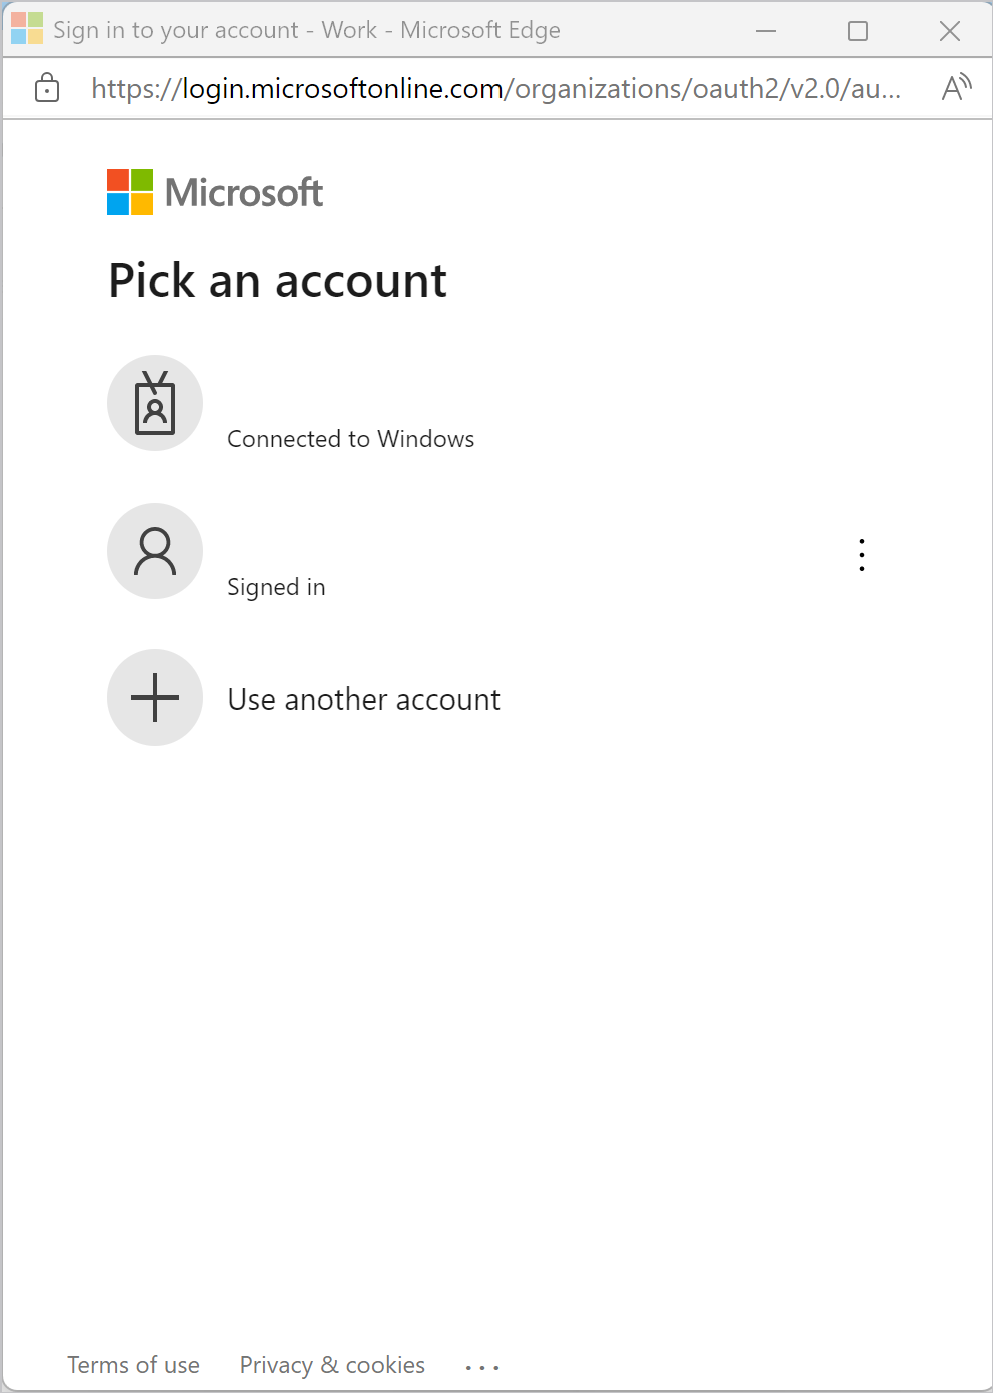 Sign in to your account - Work - Microsoft Edge
https://login.microsoftonline.com/organizations/oauth2/v2.0/au...
Microsoft
Pick an account
Connected to Windows
Signed in
Use another account
Terms of use Privacy & cookies ...